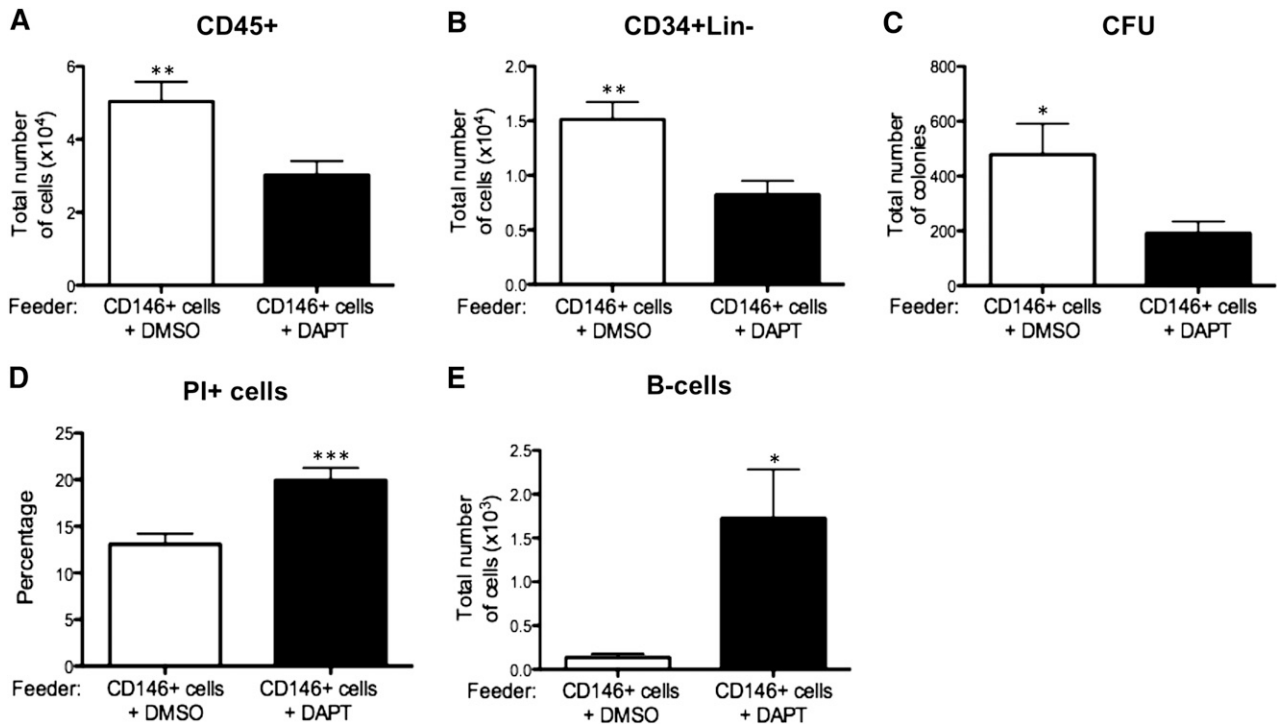 A
CD45+
Total number
of cells (x10⁴)
6
4
2
0
**
Feeder:
CD146+ cells
+ DMSO
CD146+ cells
+ DAPT
B
CD34+Lin-
Total number
of cells (x10⁴)
2.0
1.5
1.0
0.5
0.0
**
CD146+ cells
+ DMSO
CD146+ cells
+ DAPT
Feeder:
C
CFU
Total number
of colonies
800
600
400
200
0
*
Feeder:
CD146+ cells
+ DMSO
CD146+ cells
+ DAPT
D
PI+ cells
Percentage
25
20
15
10
5
0
***
Feeder:
CD146+ cells
+ DMSO
CD146+ cells
+ DAPT
E
B-cells
Total number
of cells (x10³)
2.5
2.0
1.5
1.0
0.5
0.0
*
Feeder:
CD146+ cells
+ DMSO
CD146+ cells
+ DAPT